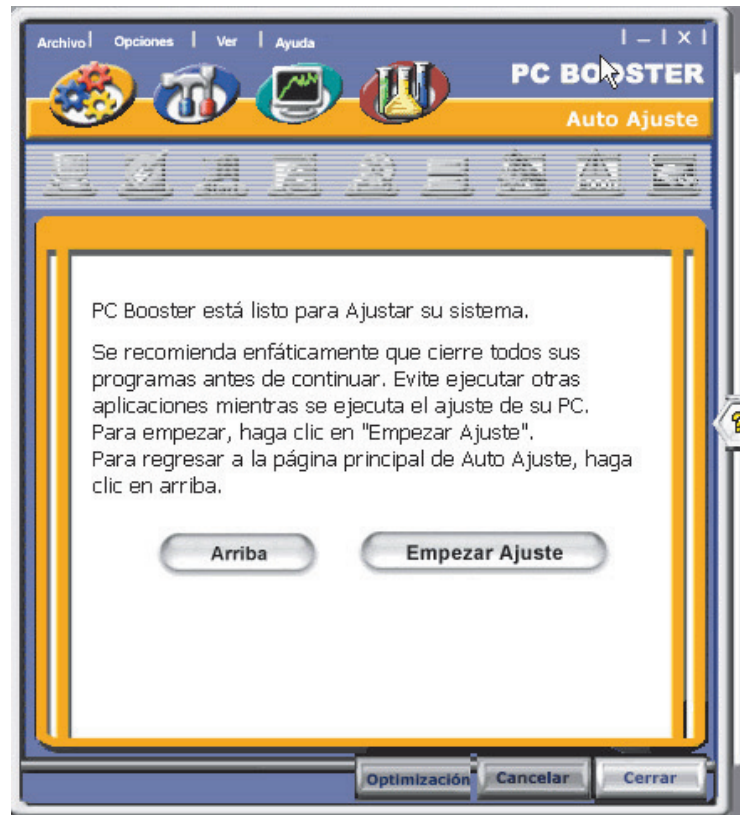 Archivo | Opciones | Ver | Ayuda
PC BOOSTER
Auto Ajuste
PC Booster está listo para Ajustar su sistema.
Se recomienda enfáticamente que cierre todos sus
programas antes de continuar. Evite ejecutar otras
aplicaciones mientras se ejecuta el ajuste de su PC.
Para empezar, haga clic en "Empezar Ajuste".
Para regresar a la página principal de Auto Ajuste, haga
clic en arriba.
Arriba Empezar Ajuste
Optimización Cancelar Cerrar